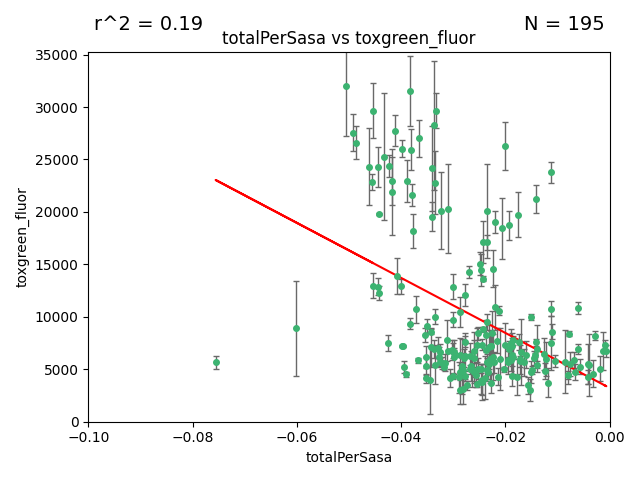 r^2 = 0.19
N = 195
totalPerSasa vs toxgreen_fluor
35000
30000
25000
20000
15000
10000
5000
0
toxgreen_fluor
−0.10
−0.08
−0.06
−0.04
−0.02
0.00
totalPerSasa